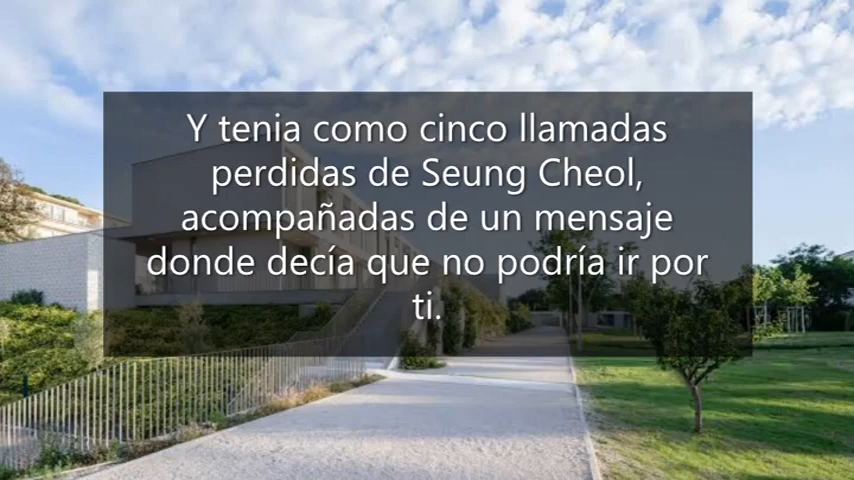 Y tenia como cinco llamadas
perdidas de Seung Cheol,
acompañadas de un mensaje
donde decía que no podría ir por
ti.